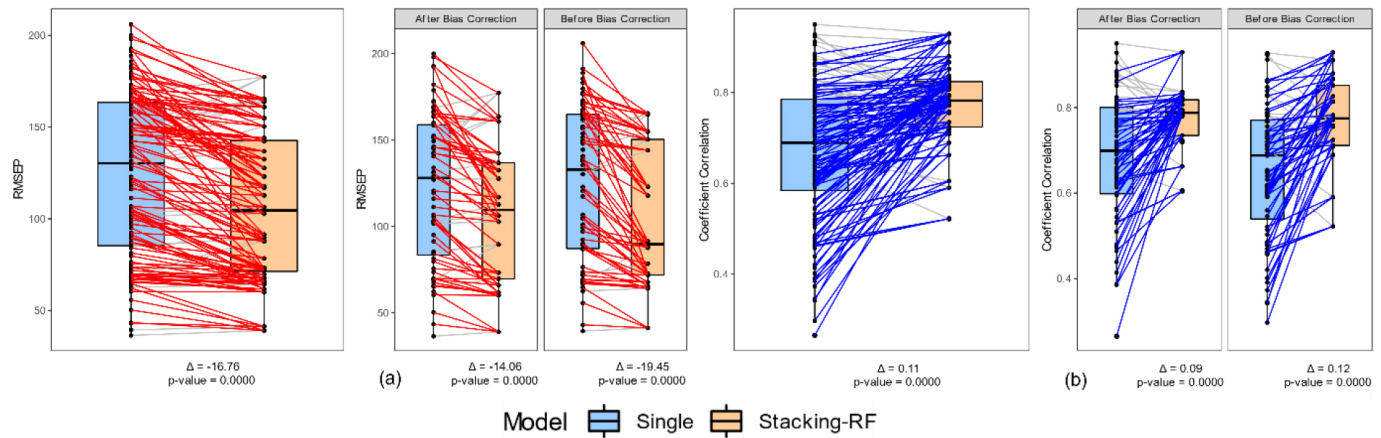 After Bias Correction
Before Bias Correction
After Bias Correction
Before Bias Correction
RMSEP
200
150
100
50
RMSEP
200
150
100
50
Coefficient Correlation
0.8
0.6
0.4
Coefficient Correlation
0.8
0.6
0.4
Δ = -16.76
p-value = 0.0000
(a)
Δ = -14.06
p-value = 0.0000
Δ = -19.45
p-value = 0.0000
Δ = 0.11
p-value = 0.0000
(b)
Δ = 0.09
p-value = 0.0000
Δ = 0.12
p-value = 0.0000
Model Single Stacking-RF